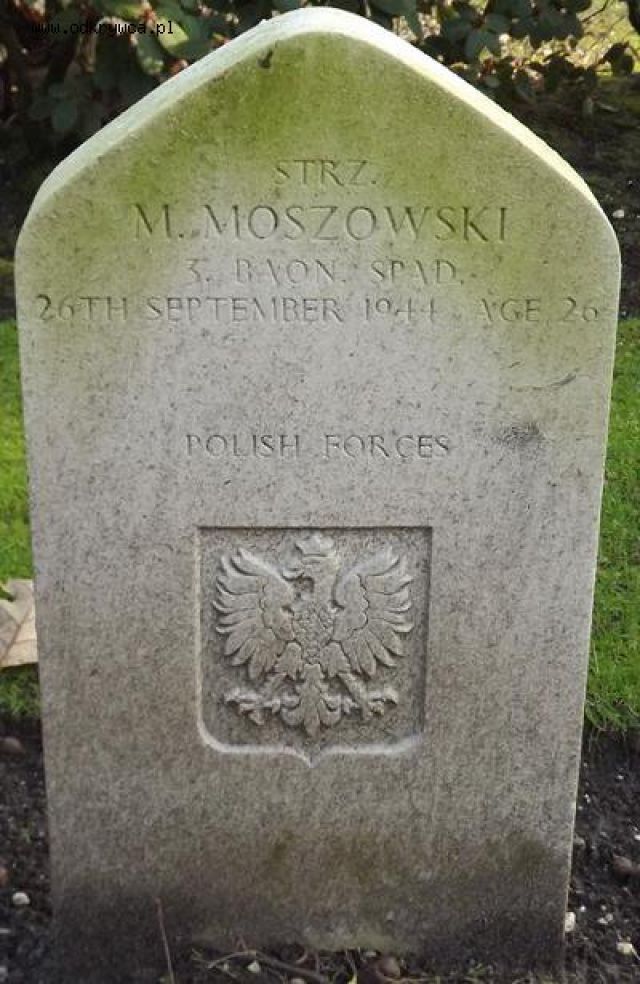 www.odkrywca.pl
STRZ.
M. MOSZOWSKI
3. BAON. SPAD.
26TH SEPTEMBER 1944 AGE 26
POLISH FORCES